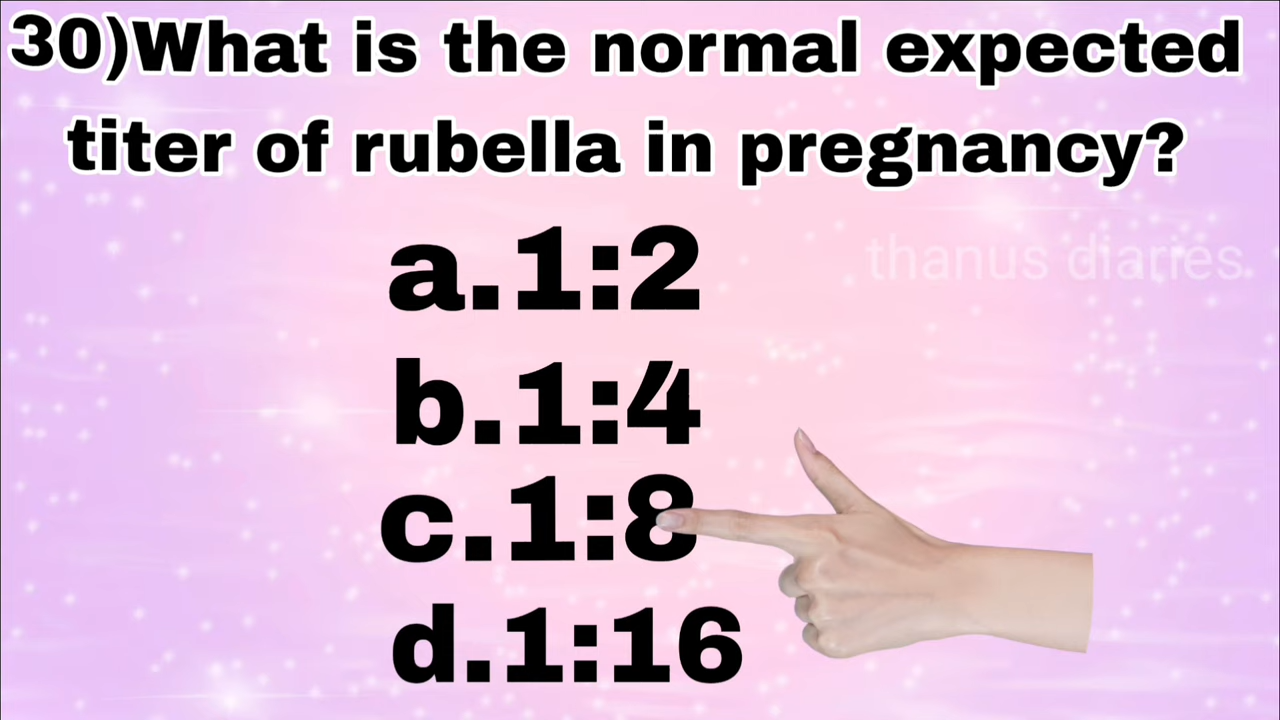 30)What is the normal expected
titer of rubella in pregnancy?
thanus diaries
a.1:2
b.1:4
c.1:8
d.1:16